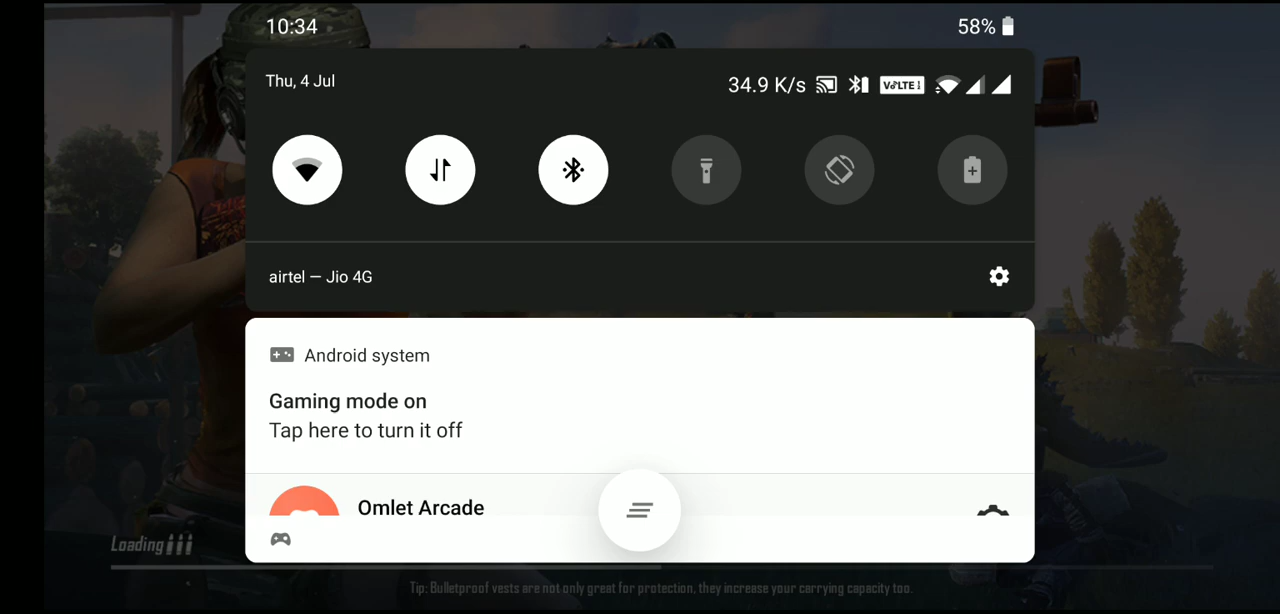 10:34
58%
Thu, 4 Jul
34.9 K/s
VoLTE 1
airtel — Jio 4G
Android system
Gaming mode on
Tap here to turn it off
Omlet Arcade
Loading
Tip: Bulletproof vests are not only great for protection, they increase your carrying capacity too.